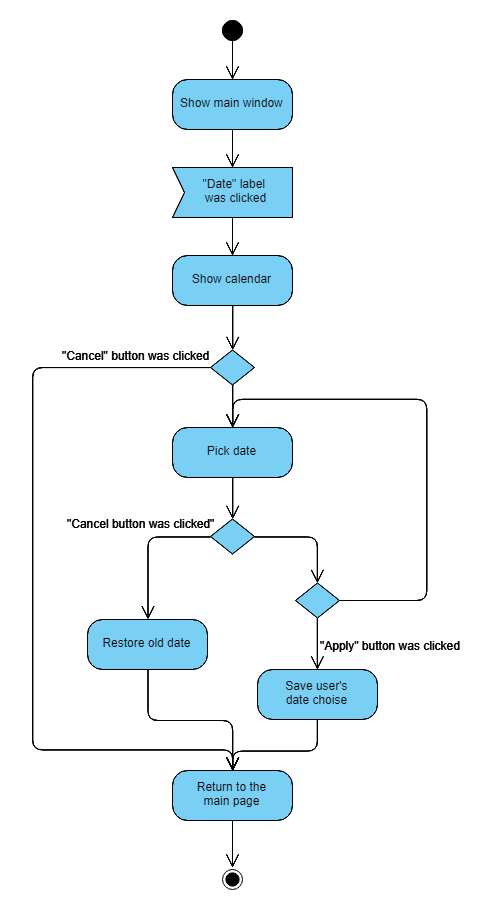 Show main window
"Date" label
was clicked
Show calendar
"Cancel" button was clicked
Pick date
"Cancel button was clicked"
Restore old date
"Apply" button was clicked
Save user's
date choise
Return to the
main page